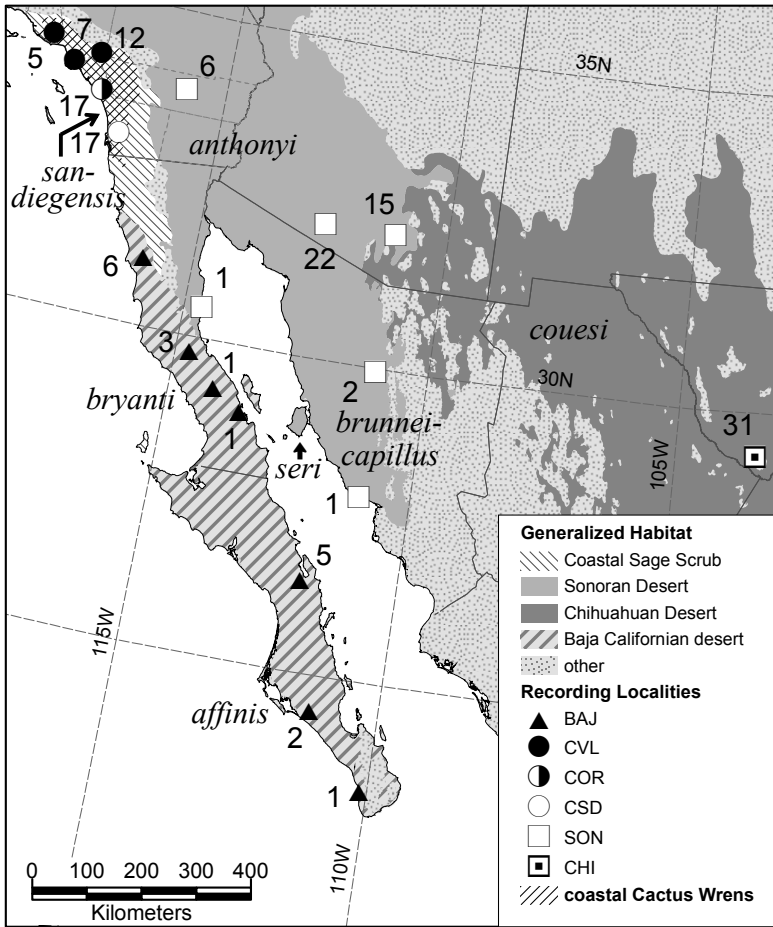 7
12
5
6
35N
17
17
anthonyi
san-
diegensis
15
22
6
1
couesi
3
1
2
30N
bryanti
1
brunnei-
capillus
31
seri
105W
1
5
115W
affinis
2
1
110W
Generalized Habitat
Coastal Sage Scrub
Sonoran Desert
Chihuahuan Desert
Baja Californian desert
other
Recording Localities
BAJ
CVL
COR
CSD
SON
CHI
coastal Cactus Wrens
0 100 200 300 400
Kilometers